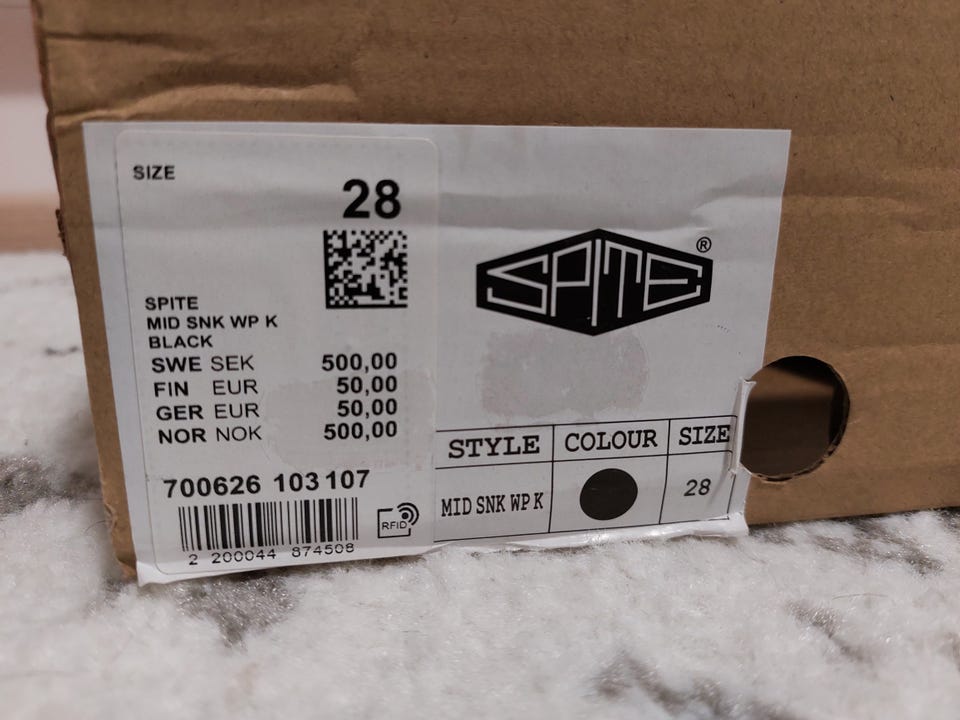 SIZE
28
SPITE
MID SNK WP K
BLACK
SWE SEK 500,00
FIN EUR 50,00
GER EUR 50,00
NOR NOK 500,00
700626 103107
2 200044 874508
RFID
SPITE®
STYLE COLOUR SIZE
MID SNK WP K 28